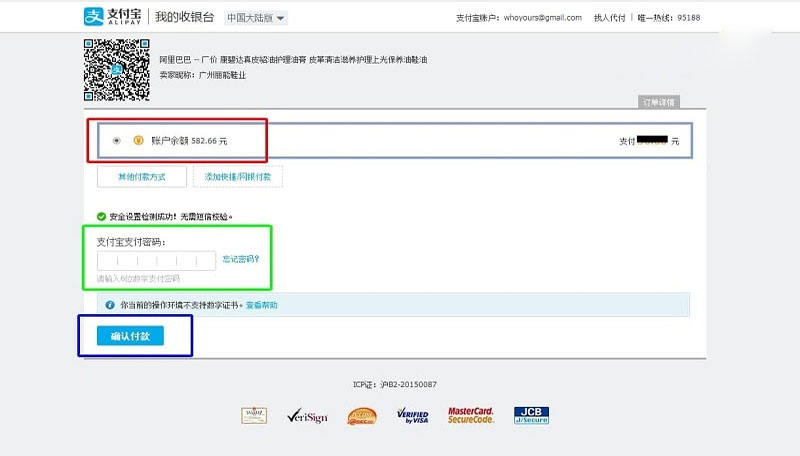 支付宝 ALIPAY 我的收银台 中国大陆版 支付宝账户：whoyours@gmail.com 找人代付 唯一热线：95188
阿里巴巴 -- 厂价 康碧达真皮貂油护理油膏 皮革清洁滋养护理上光保养油鞋油
卖家昵称：广州丽能鞋业
订单详情
账户余额 582.66 元 支付 元
其他付款方式 添加快捷/网银付款
安全设置检测成功！无需短信校验。
支付宝支付密码：
忘记密码？
请输入6位数字支付密码
你当前的操作环境不支持数字证书。查看帮助
确认付款
ICP证：沪B2-20150087
VeriSign VERIFIED by VISA MasterCard. SecureCode. JCB J/Secure